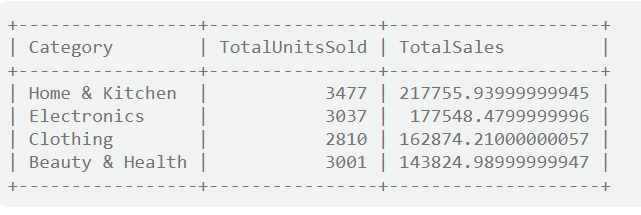 +-----------------+---------------+--------------------+
| Category        | TotalUnitsSold | TotalSales         |
+-----------------+---------------+--------------------+
| Home & Kitchen  |          3477 | 217755.93999999945 |
| Electronics     |          3037 |  177548.4799999996 |
| Clothing        |          2810 | 162874.21000000057 |
| Beauty & Health |          3001 | 143824.98999999947 |
+-----------------+---------------+--------------------+